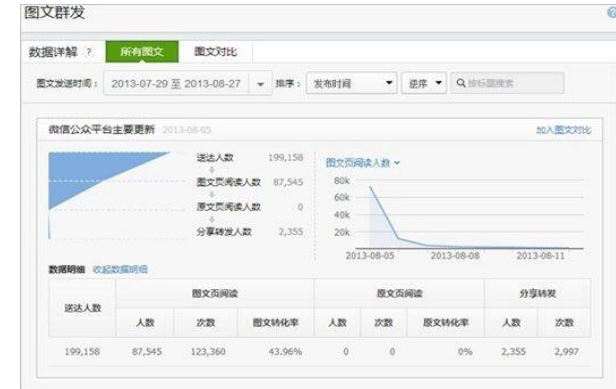 图文群发
数据详解 ? 所有图文 图文对比
图文发送时间： 2013-07-29 至 2013-08-27 排序： 发布时间 逆序 按标题搜索
微信公众平台主要更新 2013-08-05 加入图文对比
送达人数 199,158
图文页阅读人数 87,545
原文页阅读人数 0
分享转发人数 2,355
图文页阅读人数
80k
60k
40k
20k
2013-08-05 2013-08-08 2013-08-11
数据明细 收起数据明细
送达人数 图文页阅读 原文页阅读 分享转发
人数 次数 图文转化率 人数 次数 原文转化率 人数 次数
199,158 87,545 123,360 43.96% 0 0 0% 2,355 2,997